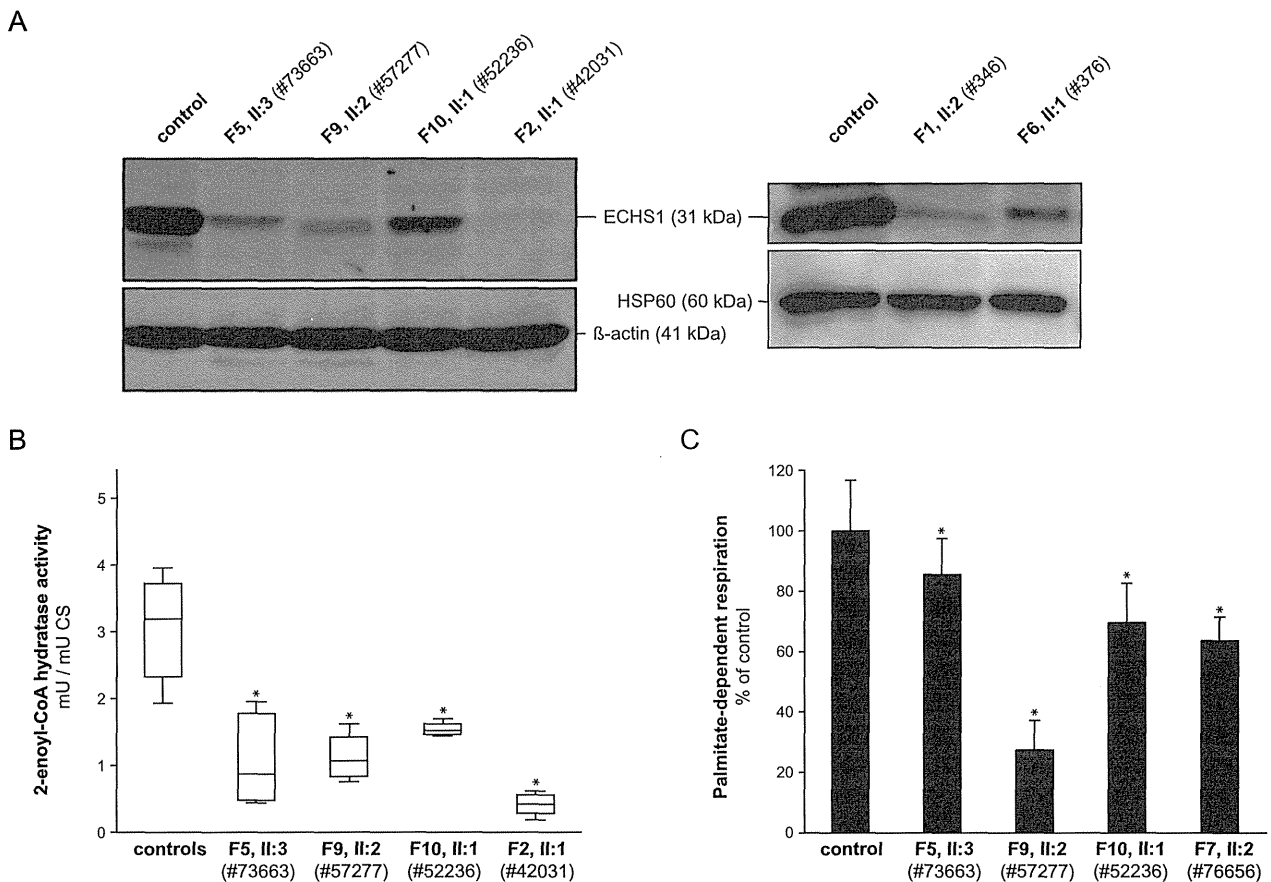 A
control
F5, II:3 (#73663)
F9, II:2 (#57277)
F10, II:1 (#52236)
F2, II:1 (#42031)
control
F1, II:2 (#346)
F6, II:1 (#376)
ECHS1 (31 kDa)
HSP60 (60 kDa)
ß-actin (41 kDa)
B
2-enoyl-CoA hydratase activity
mU / mU CS
5
4
3
2
1
0
*
*
*
*
controls
F5, II:3
(#73663)
F9, II:2
(#57277)
F10, II:1
(#52236)
F2, II:1
(#42031)
C
Palmitate-dependent respiration
% of control
120
100
80
60
40
20
0
*
*
*
*
control
F5, II:3
(#73663)
F9, II:2
(#57277)
F10, II:1
(#52236)
F7, II:2
(#76656)